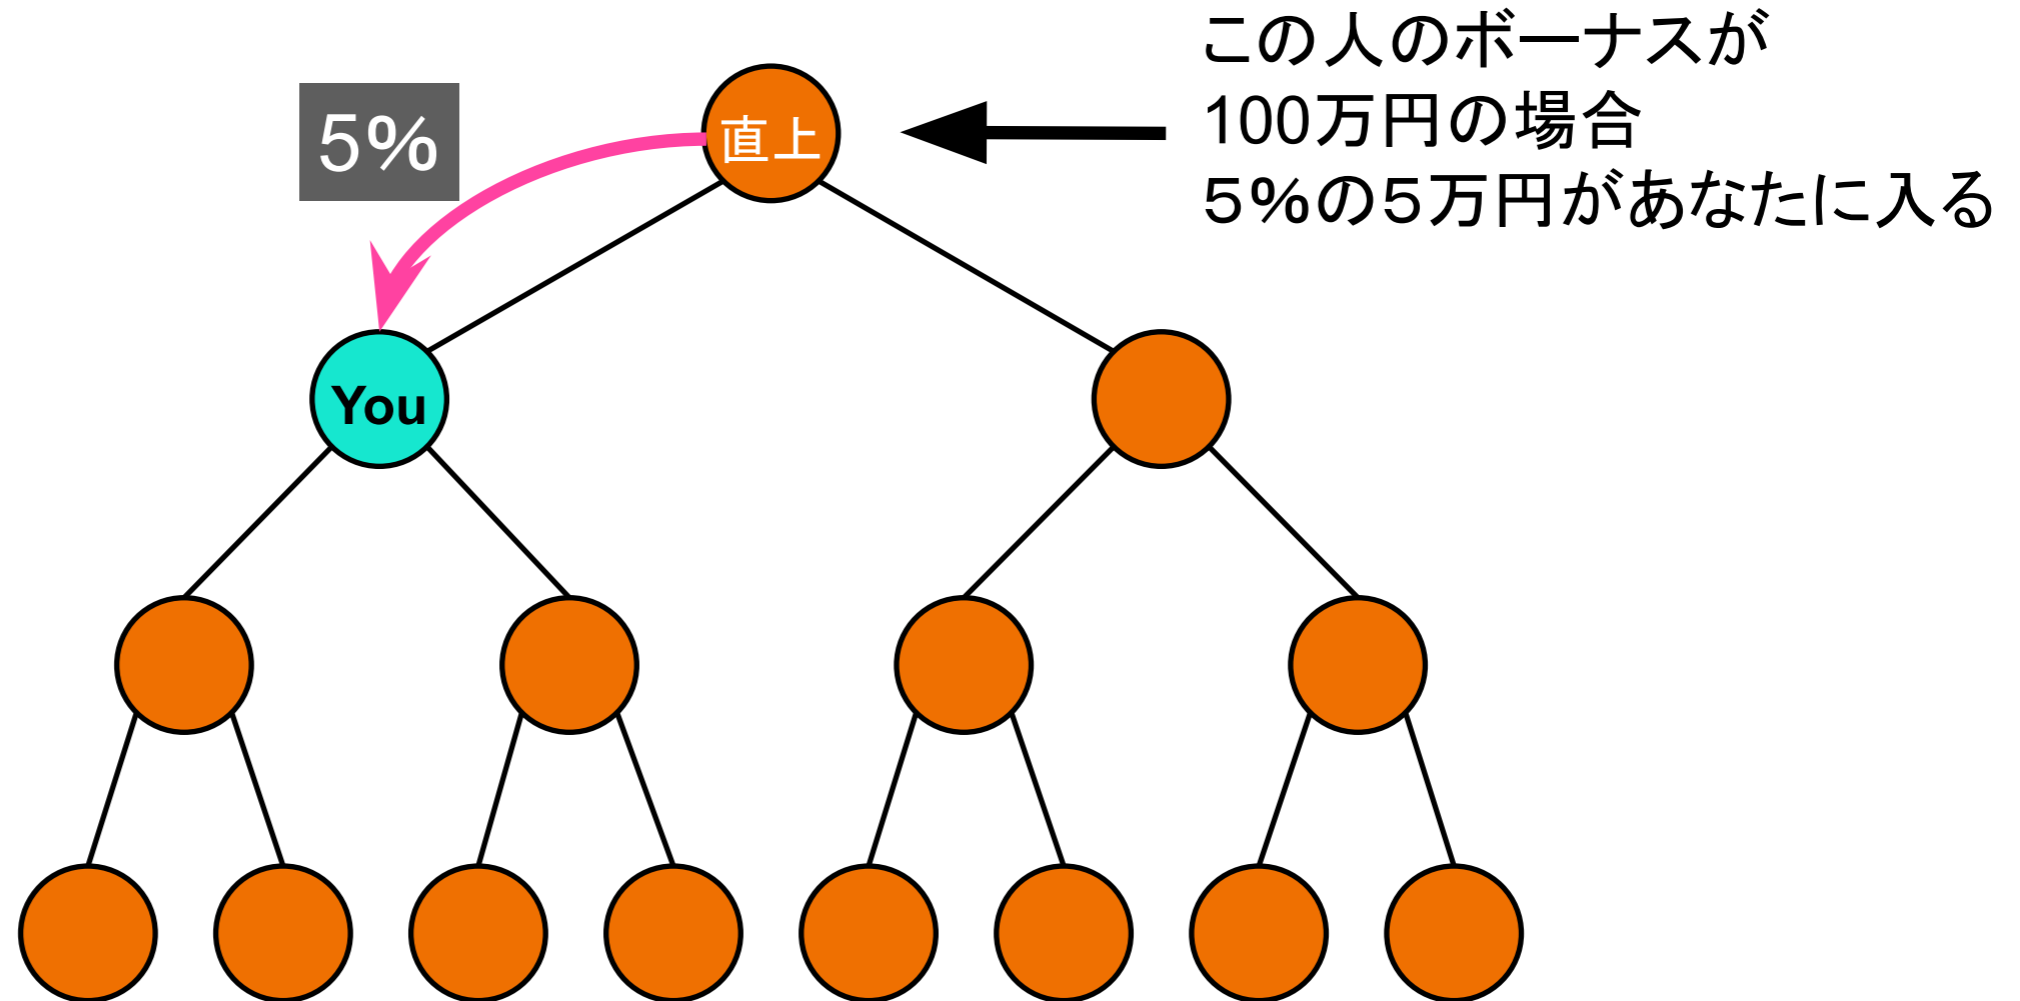 この人のボーナスが
100万円の場合
５%の５万円があなたに入る
5%
直上
You